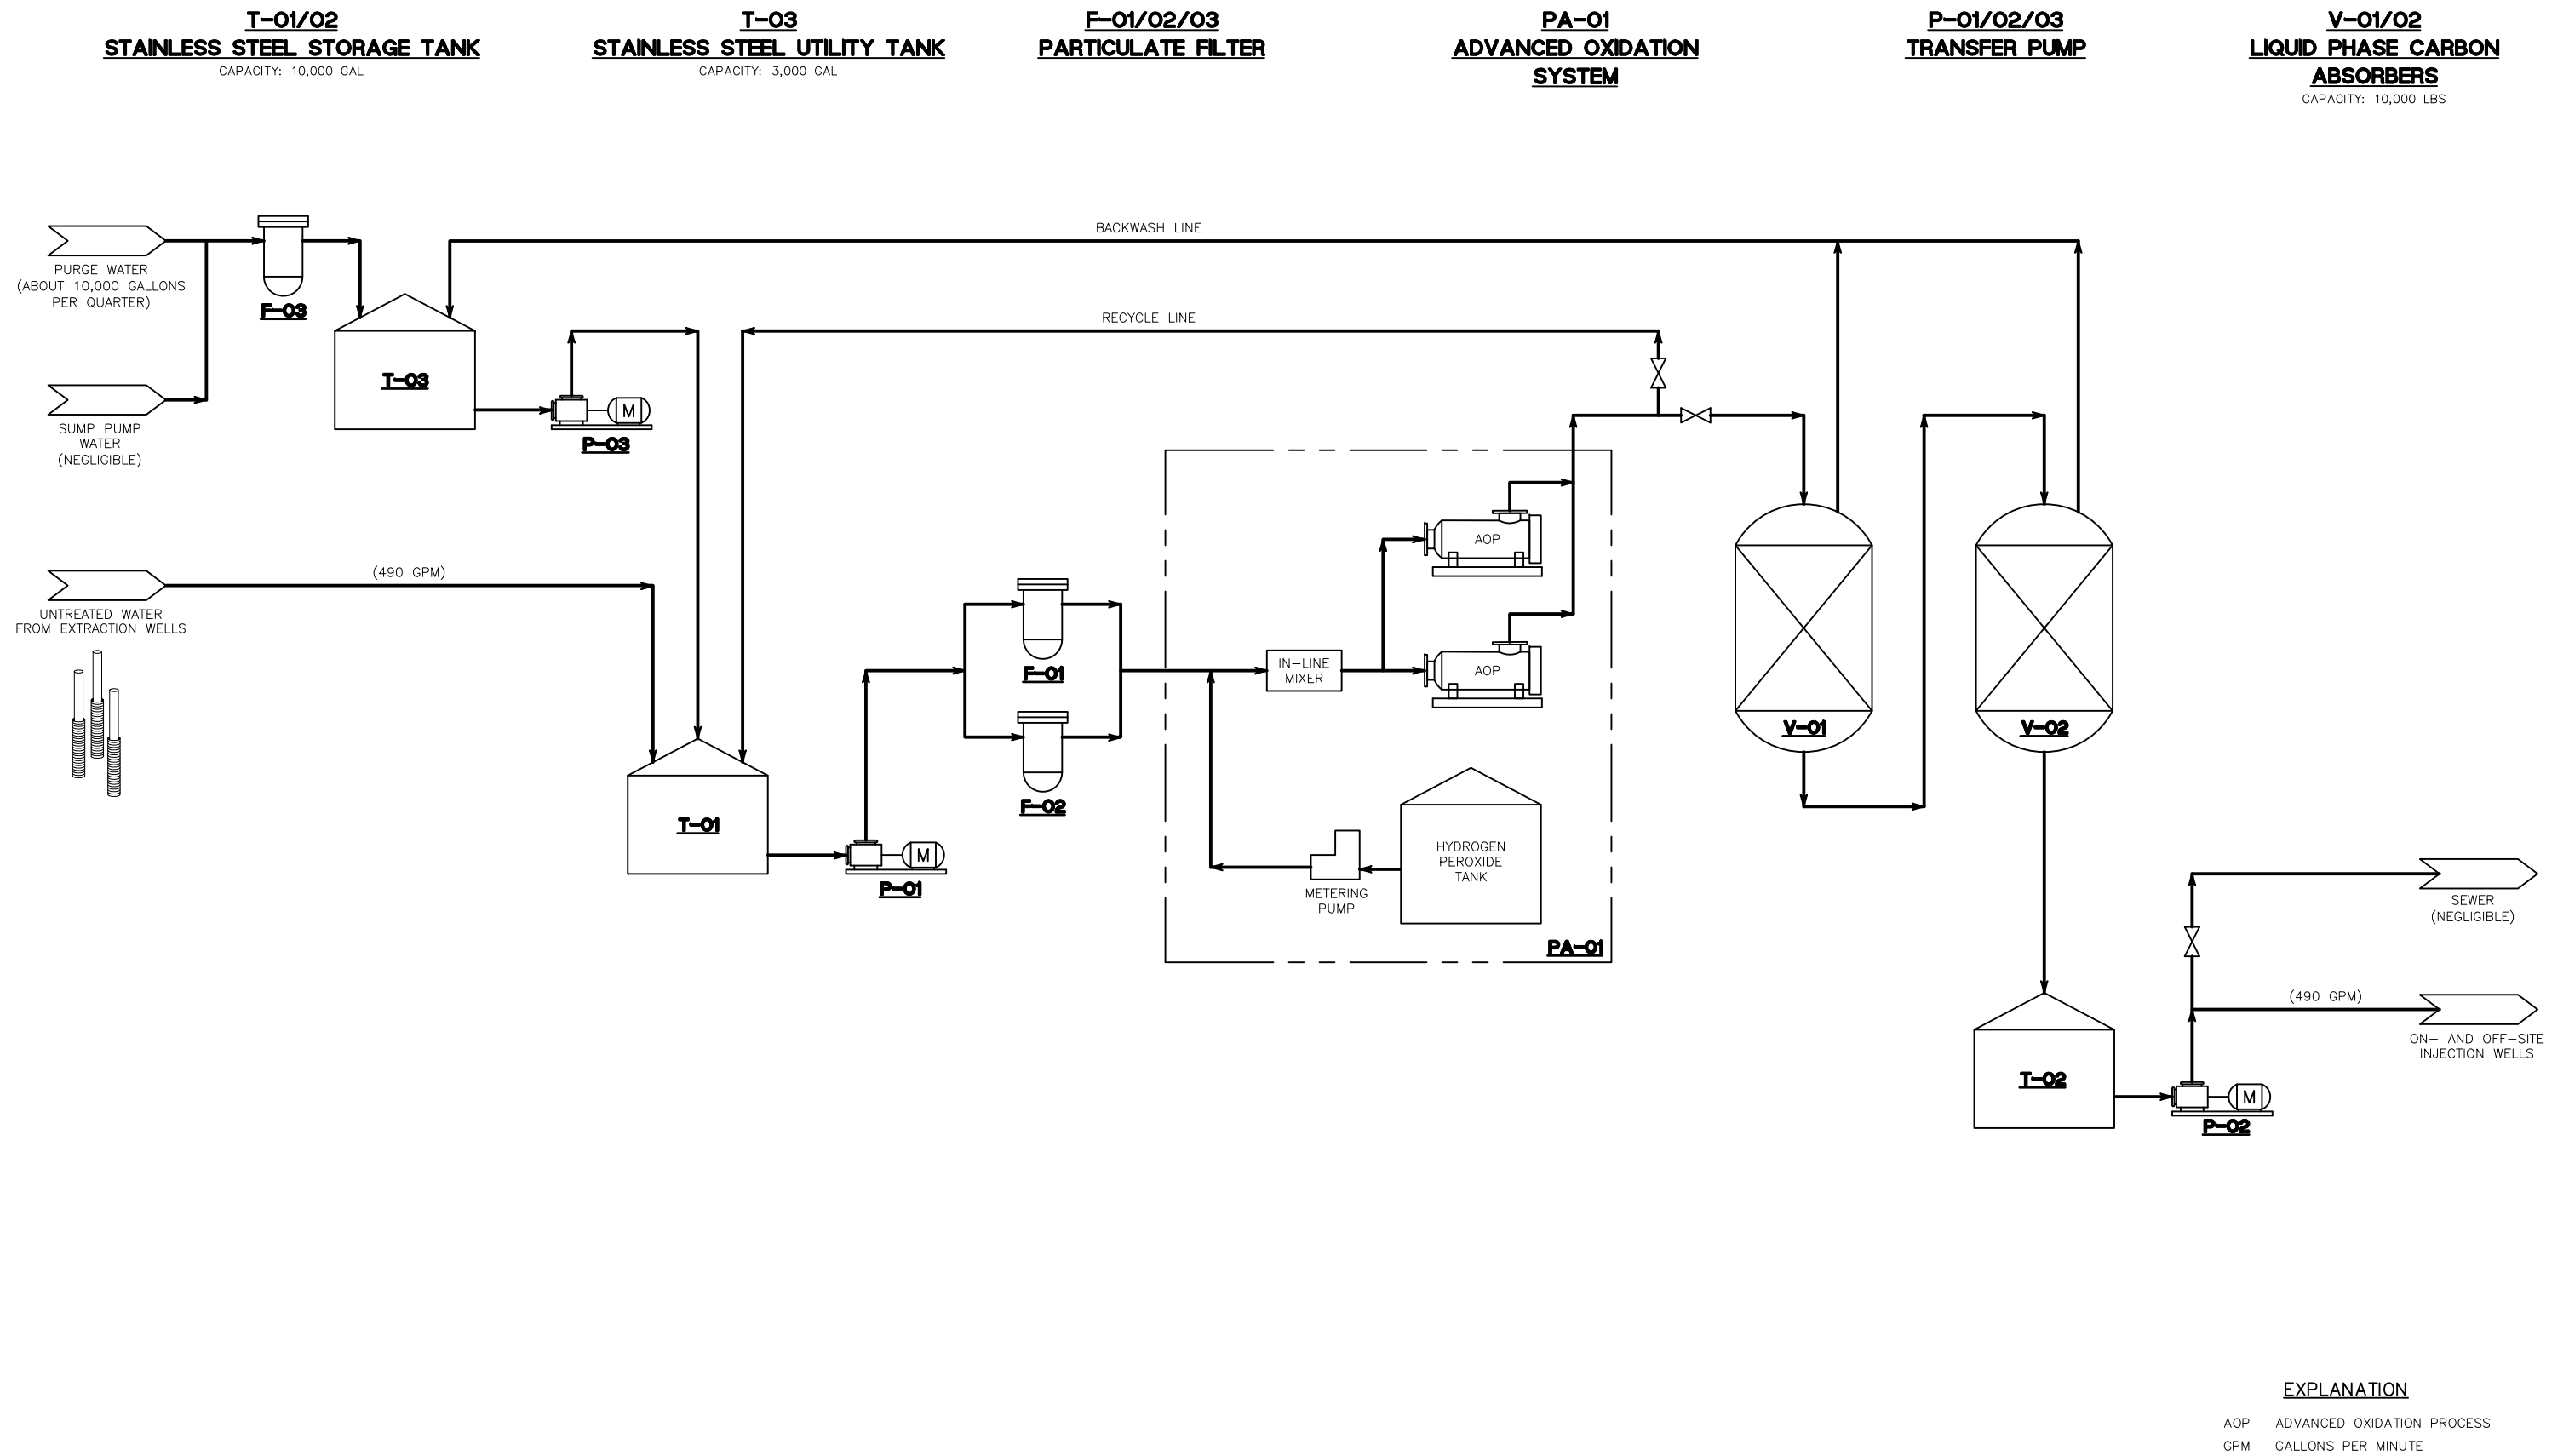 T-01/02
STAINLESS STEEL STORAGE TANK
CAPACITY: 10,000 GAL
T-03
STAINLESS STEEL UTILITY TANK
CAPACITY: 3,000 GAL
F-01/02/03
PARTICULATE FILTER
PA-01
ADVANCED OXIDATION
SYSTEM
P-01/02/03
TRANSFER PUMP
V-01/02
LIQUID PHASE CARBON
ABSORBERS
CAPACITY: 10,000 LBS
BACKWASH LINE
PURGE WATER
(ABOUT 10,000 GALLONS
PER QUARTER)
F-03
RECYCLE LINE
T-03
SUMP PUMP
WATER
(NEGLIGIBLE)
M
P-03
AOP
(490 GPM)
UNTREATED WATER
FROM EXTRACTION WELLS
F-01
IN-LINE
MIXER
AOP
V-01
V-02
F-02
T-01
M
P-01
HYDROGEN
PEROXIDE
TANK
METERING
PUMP
PA-01
SEWER
(NEGLIGIBLE)
(490 GPM)
ON- AND OFF-SITE
INJECTION WELLS
T-02
M
P-02
EXPLANATION
AOP ADVANCED OXIDATION PROCESS
GPM GALLONS PER MINUTE